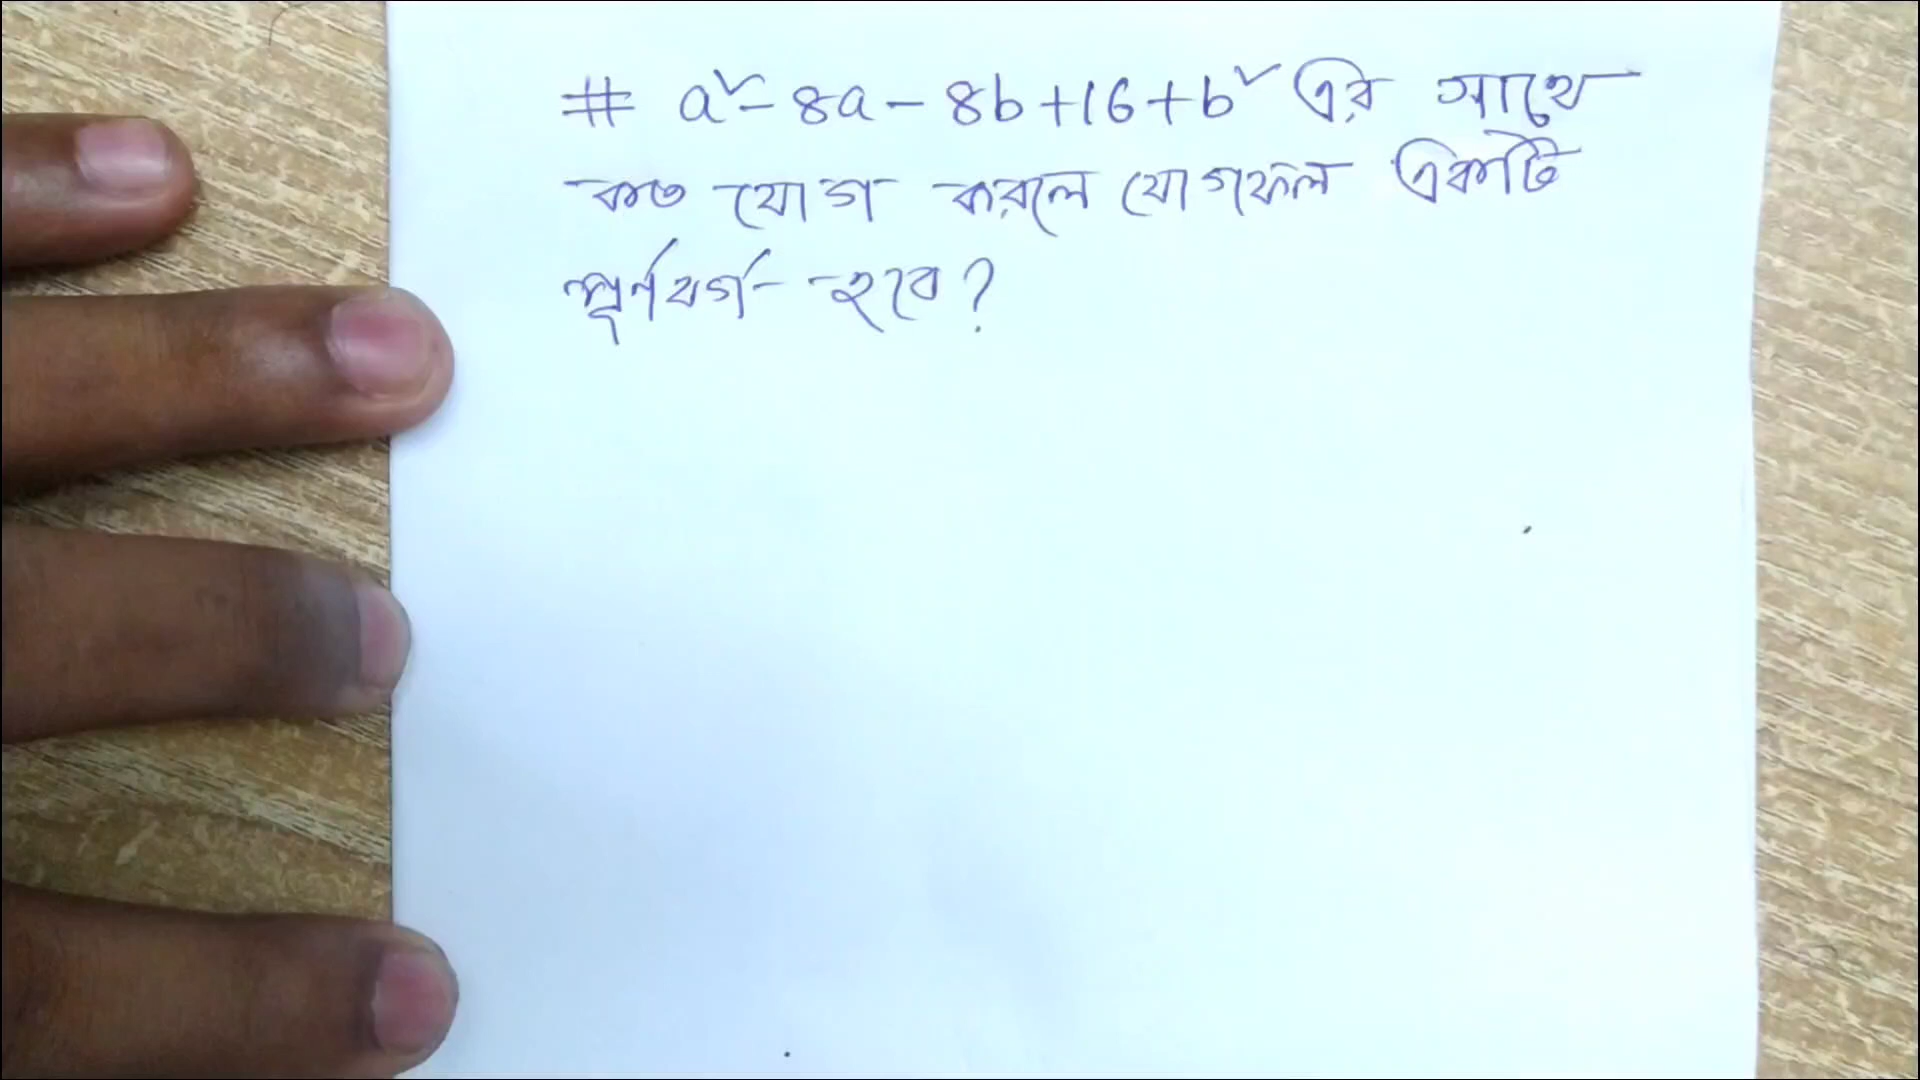 # a² - 8a - 8b + 16 + b² এর সাথে
কত যোগ করলে যোগফল একটি
পূর্ণবর্গ হবে?